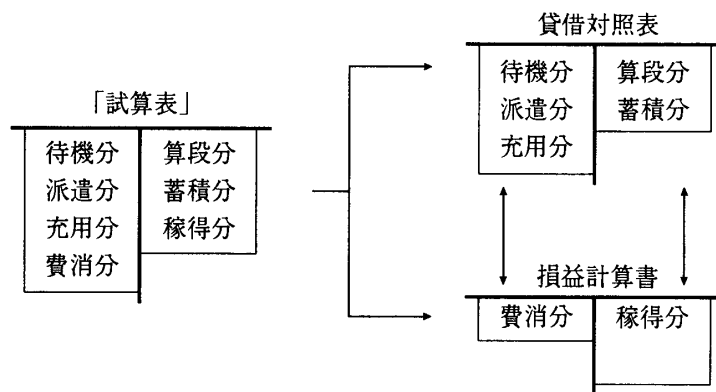 「試算表」
待機分 算段分
派遣分 蓄積分
充用分 稼得分
費消分
貸借対照表
待機分 算段分
派遣分 蓄積分
充用分
損益計算書
費消分 稼得分